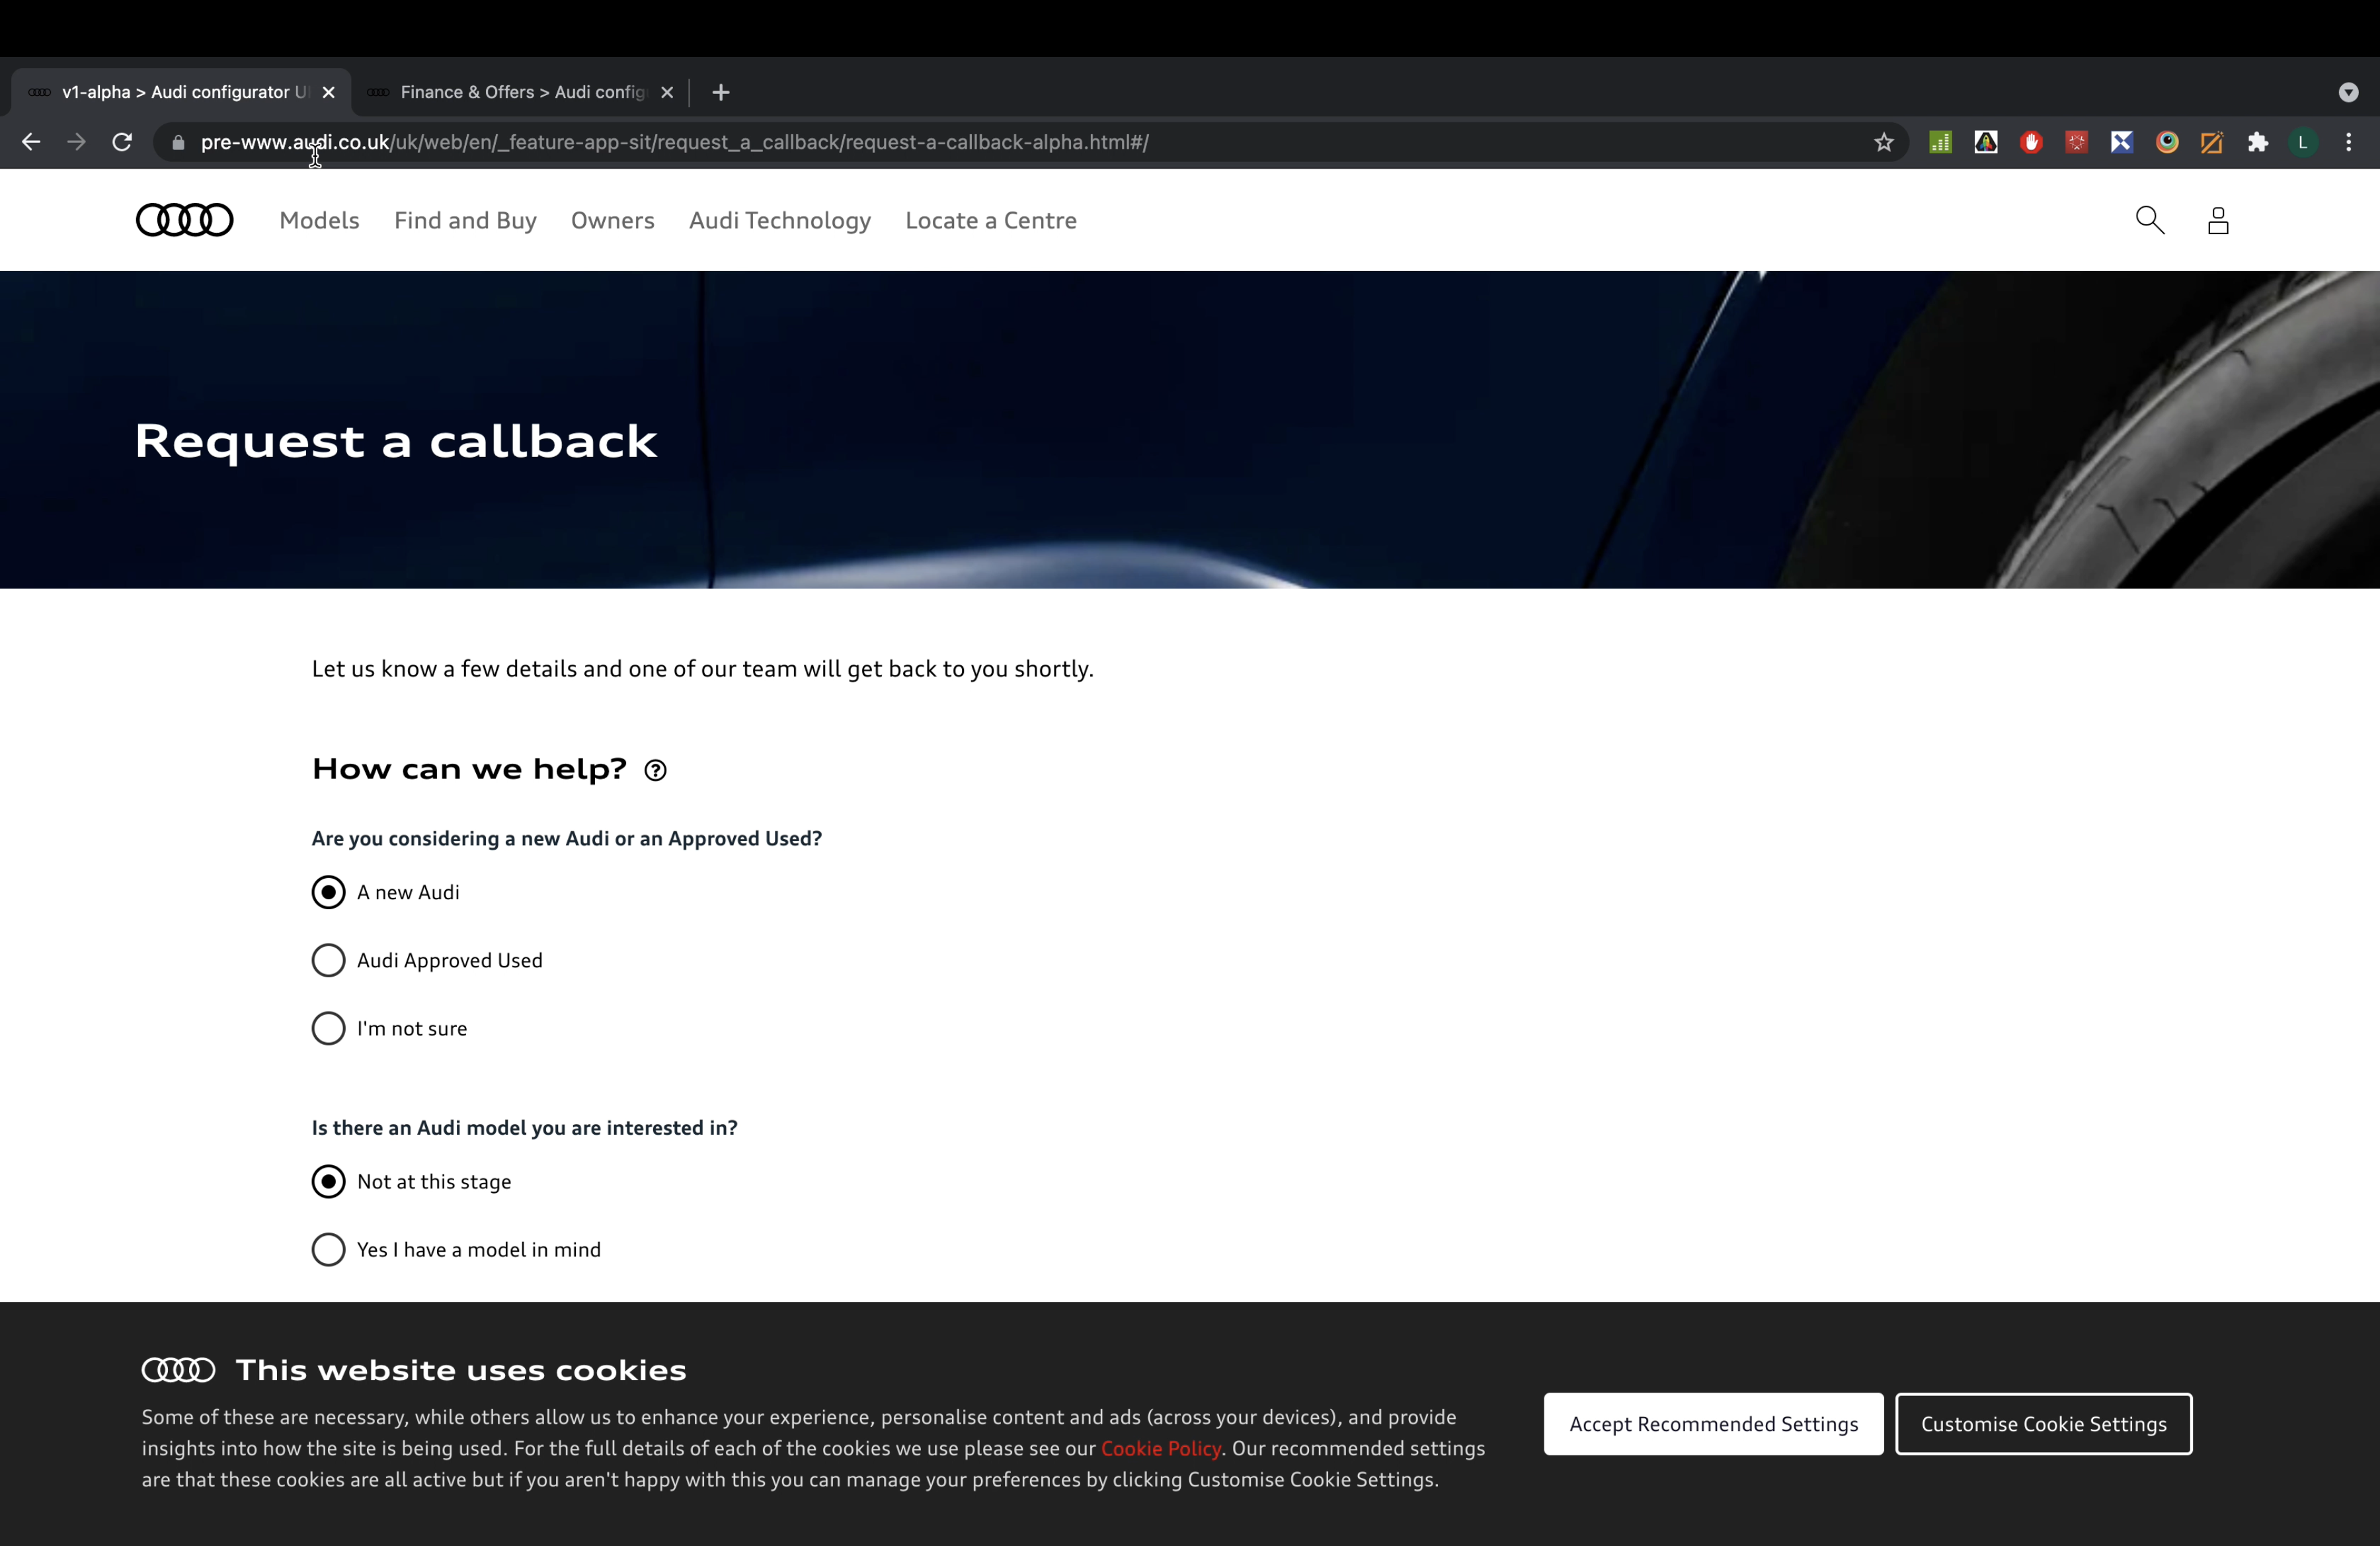 v1-alpha > Audi configurator U
Finance & Offers > Audi config
pre-www.audi.co.uk/uk/web/en/_feature-app-sit/request_a_callback/request-a-callback-alpha.html#/
L
Models
Find and Buy
Owners
Audi Technology
Locate a Centre
Request a callback
Let us know a few details and one of our team will get back to you shortly.
How can we help? ?
Are you considering a new Audi or an Approved Used?
A new Audi
Audi Approved Used
I'm not sure
Is there an Audi model you are interested in?
Not at this stage
Yes I have a model in mind
This website uses cookies
Some of these are necessary, while others allow us to enhance your experience, personalise content and ads (across your devices), and provide
insights into how the site is being used. For the full details of each of the cookies we use please see our Cookie Policy. Our recommended settings
are that these cookies are all active but if you aren't happy with this you can manage your preferences by clicking Customise Cookie Settings.
Accept Recommended Settings
Customise Cookie Settings